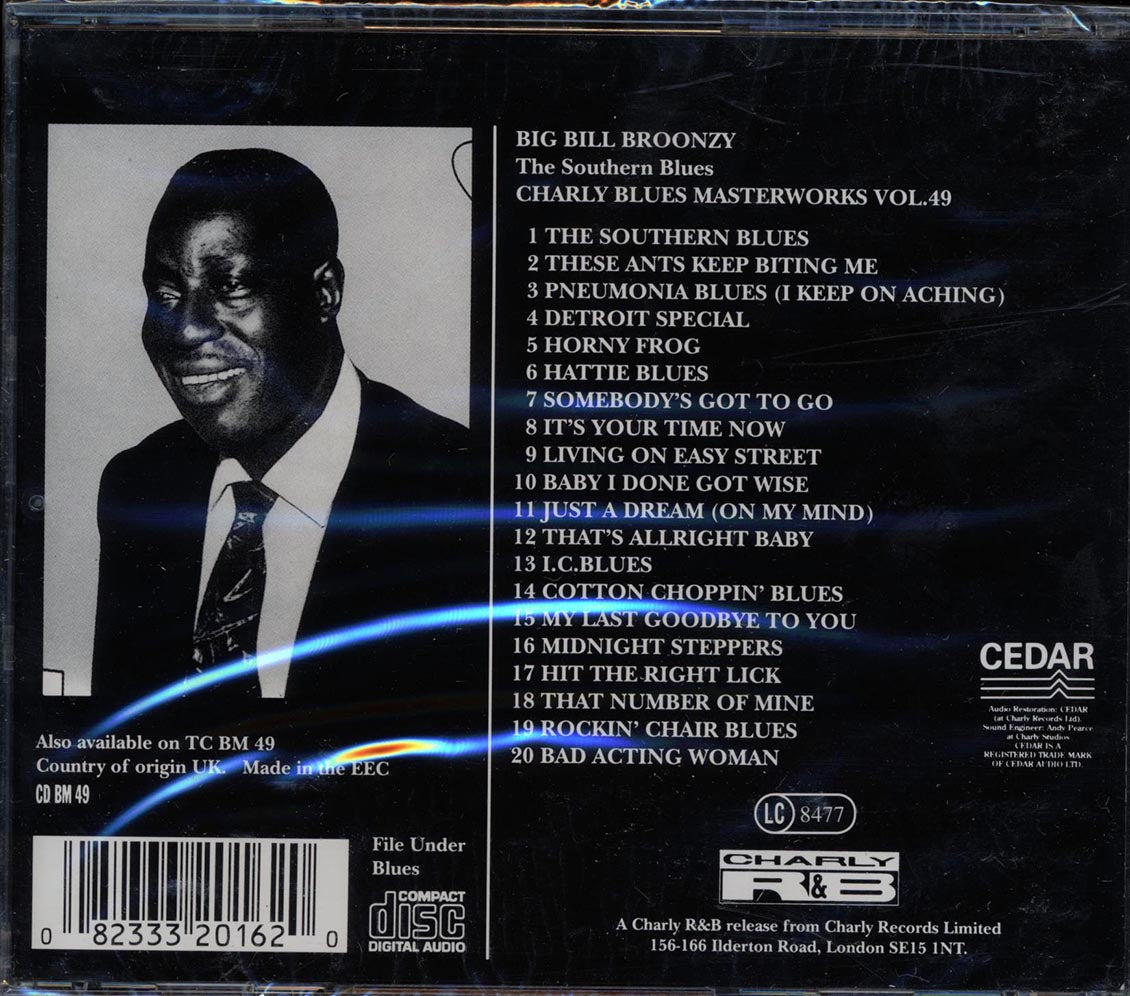 BIG BILL BROONZY
The Southern Blues
CHARLY BLUES MASTERWORKS VOL.49
1 THE SOUTHERN BLUES
2 THESE ANTS KEEP BITING ME
3 PNEUMONIA BLUES (I KEEP ON ACHING)
4 DETROIT SPECIAL
5 HORNY FROG
6 HATTIE BLUES
7 SOMEBODY'S GOT TO GO
8 IT'S YOUR TIME NOW
9 LIVING ON EASY STREET
10 BABY I DONE GOT WISE
11 JUST A DREAM (ON MY MIND)
12 THAT'S ALLRIGHT BABY
13 I.C.BLUES
14 COTTON CHOPPIN' BLUES
15 MY LAST GOODBYE TO YOU
16 MIDNIGHT STEPPERS
17 HIT THE RIGHT LICK
18 THAT NUMBER OF MINE
19 ROCKIN' CHAIR BLUES
20 BAD ACTING WOMAN
CEDAR
Audio Restoration: CEDAR
(at Charly Records Ltd).
Sound Engineer: Andy Pearce
at Charly Studios
CEDAR IS A
REGISTERED TRADE MARK
OF CEDAR AUDIO LTD.
Also available on TC BM 49
Country of origin UK. Made in the EEC
CD BM 49
0 82333 20162 0
File Under
Blues
COMPACT
disc
DIGITAL AUDIO
LC 8477
CHARLY
R&B
A Charly R&B release from Charly Records Limited
156-166 Ilderton Road, London SE15 1NT.